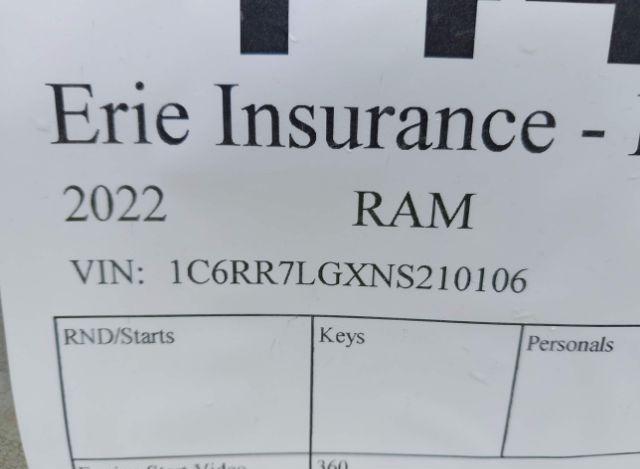 Erie Insurance -
2022 RAM
VIN: 1C6RR7LGXNS210106
RND/Starts Keys Personals
360